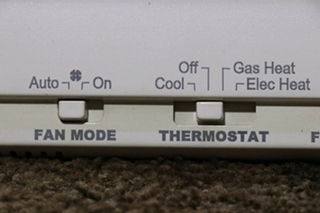 Off Gas Heat
Auto On Cool Elec Heat
FAN MODE THERMOSTAT F